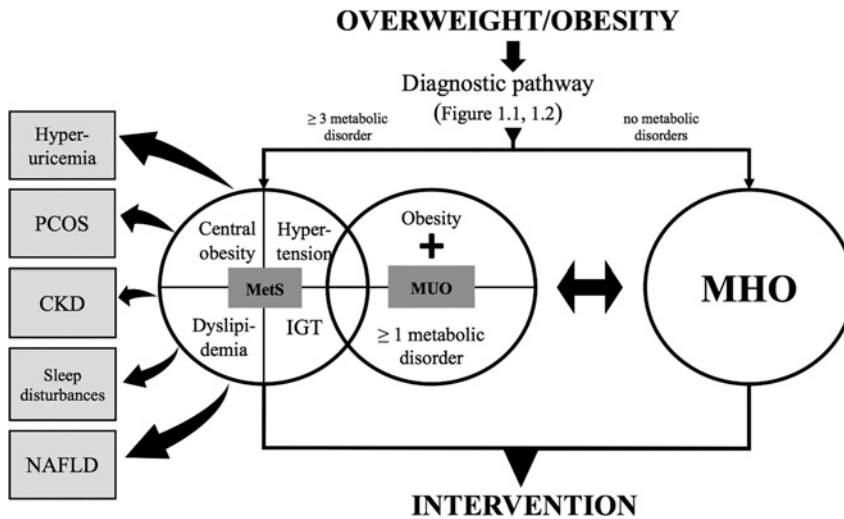 OVERWEIGHT/OBESITY
Diagnostic pathway
(Figure 1.1, 1.2)
≥ 3 metabolic
disorder
no metabolic
disorders
Hyper-
uricemia
PCOS
CKD
Sleep
disturbances
NAFLD
Central
obesity
Hyper-
tension
MetS
Dyslipi-
demia
IGT
Obesity
+
MUO
≥ 1 metabolic
disorder
MHO
INTERVENTION